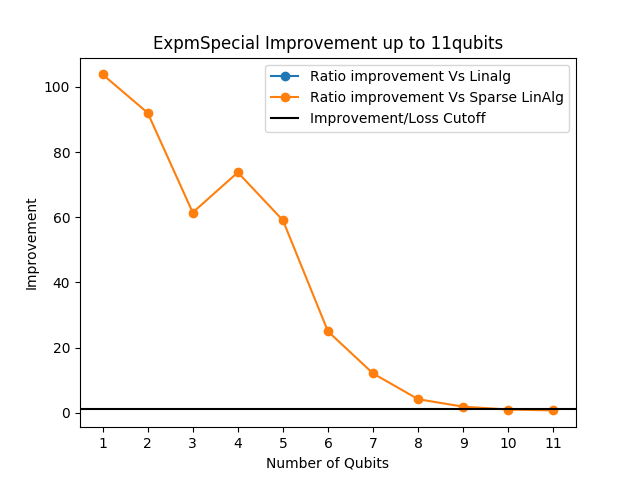 ExpmSpecial Improvement up to 11qubits
Ratio improvement Vs Linalg
Ratio improvement Vs Sparse LinAlg
Improvement/Loss Cutoff
Improvement
100
80
60
40
20
0
1 2 3 4 5 6 7 8 9 10 11
Number of Qubits